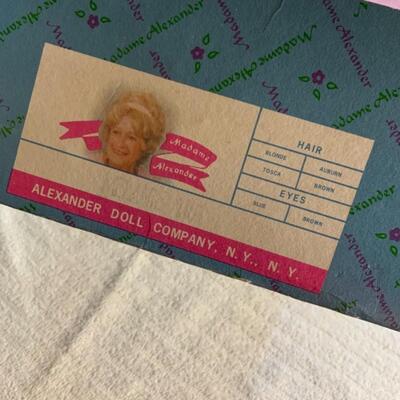 Madame Alexander
Madame Alexander
Madame Alexander
Madame
Alexander
HAIR
BLONDE AUBURN
TOSCA BROWN
EYES
BLUE BROWN
ALEXANDER DOLL COMPANY, N.Y., N.Y.